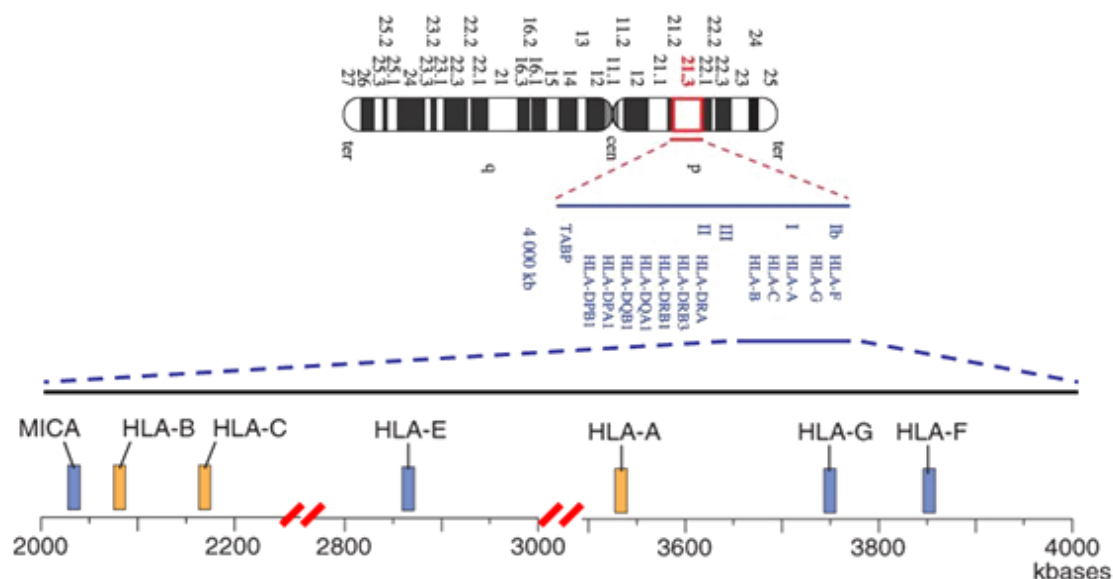 27 26 25.3 25.2 25.1 24 23.3 23.2 23.1 22.3 22.2 22.1 21 16.3 16.2 16.1 15 14 13 12 11.1 11.2 12 21.1 21.2 21.3 22.1 22.2 22.3 23 24 25
ter q cen p ter
4 000 kb TABP II III I Ib
HLA-DPB1 HLA-DPA1 HLA-DQB1 HLA-DQA1 HLA-DRB1 HLA-DRB3 HLA-DRA HLA-B HLA-C HLA-A HLA-G HLA-F
MICA HLA-B HLA-C HLA-E HLA-A HLA-G HLA-F
2000 2200 2800 3000 3600 3800 4000
kbases